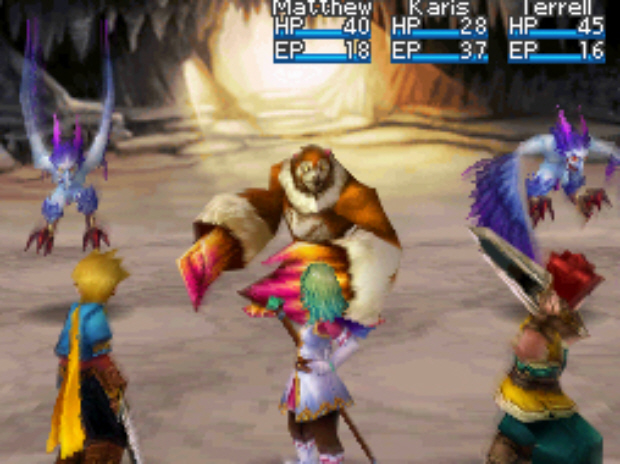 Matthew Karis Terrell
HP 40 HP 28 HP 45
EP 18 EP 37 EP 16